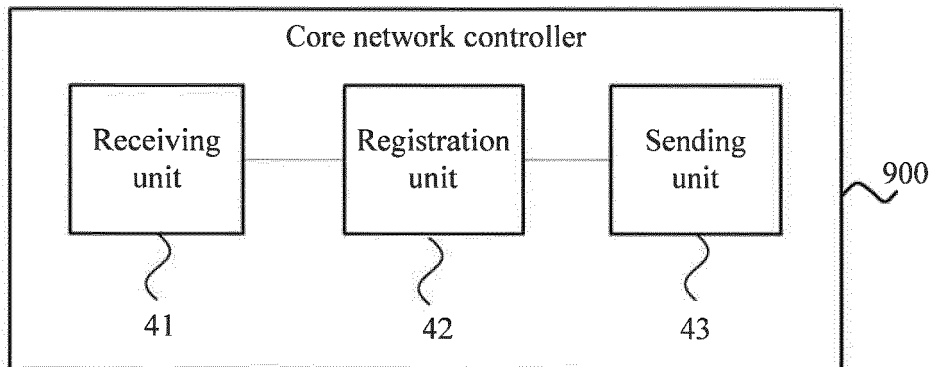 Core network controller
Receiving
unit
Registration
unit
Sending
unit
900
41
42
43